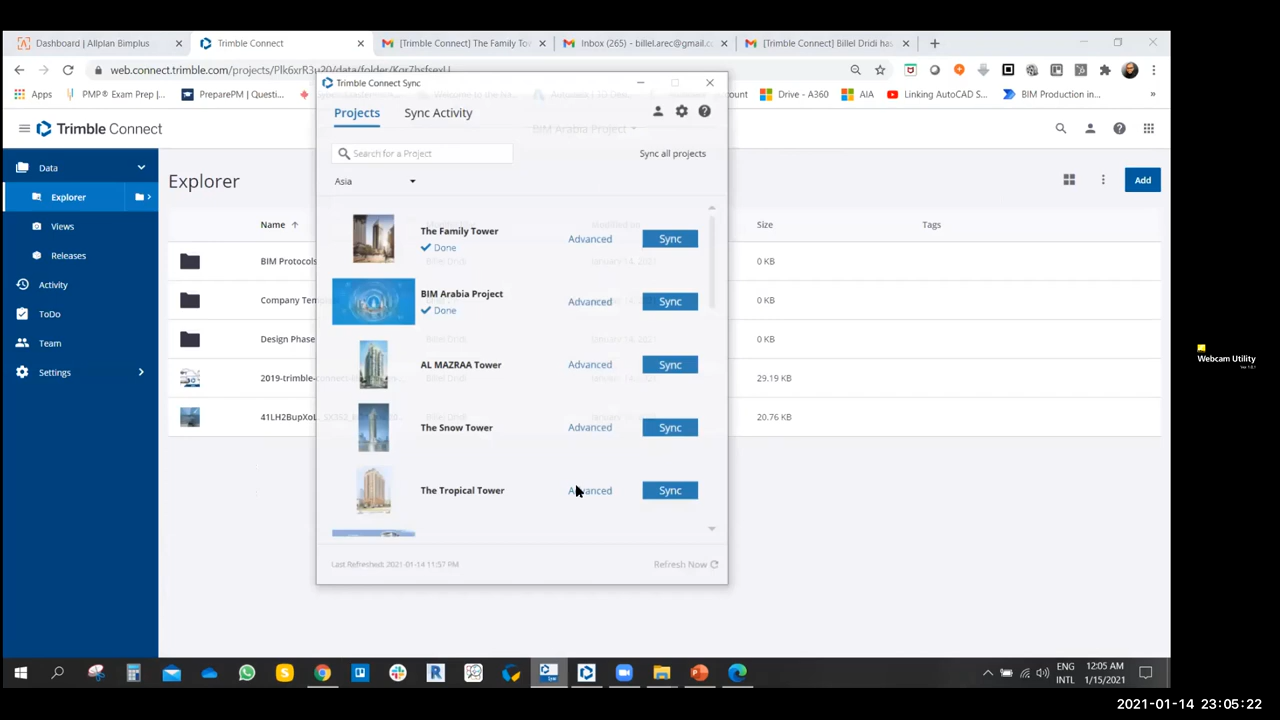 Dashboard | Allplan Bimplus
Trimble Connect
[Trimble Connect] The Family To
Inbox (265) - billel.arec@gmail.c
[Trimble Connect] Billel Dridi has
web.connect.trimble.com/projects/
Apps
PMP® Exam Prep |...
PreparePM | Questi...
ount
Drive - A360
AIA
Linking AutoCAD S...
BIM Production in...
»
Trimble Connect
BIM Arabia Project
Data
Explorer
Views
Releases
Activity
ToDo
Team
Settings
Explorer
Add
Name
Size
Tags
BIM Protocols
0 KB
Company Tem
0 KB
Design Phase
0 KB
2019-trimble-connect-
29.19 KB
20.76 KB
Trimble Connect Sync
Projects
Sync Activity
Search for a Project
Sync all projects
Asia
The Family Tower
Done
Advanced
Sync
BIM Arabia Project
Done
Advanced
Sync
AL MAZRAA Tower
Advanced
Sync
The Snow Tower
Advanced
Sync
The Tropical Tower
Advanced
Sync
Last Refreshed: 2021-01-14 11:57 PM
Refresh Now
Webcam Utility
ENG
INTL
12:05 AM
1/15/2021
2021-01-14 23:05:22